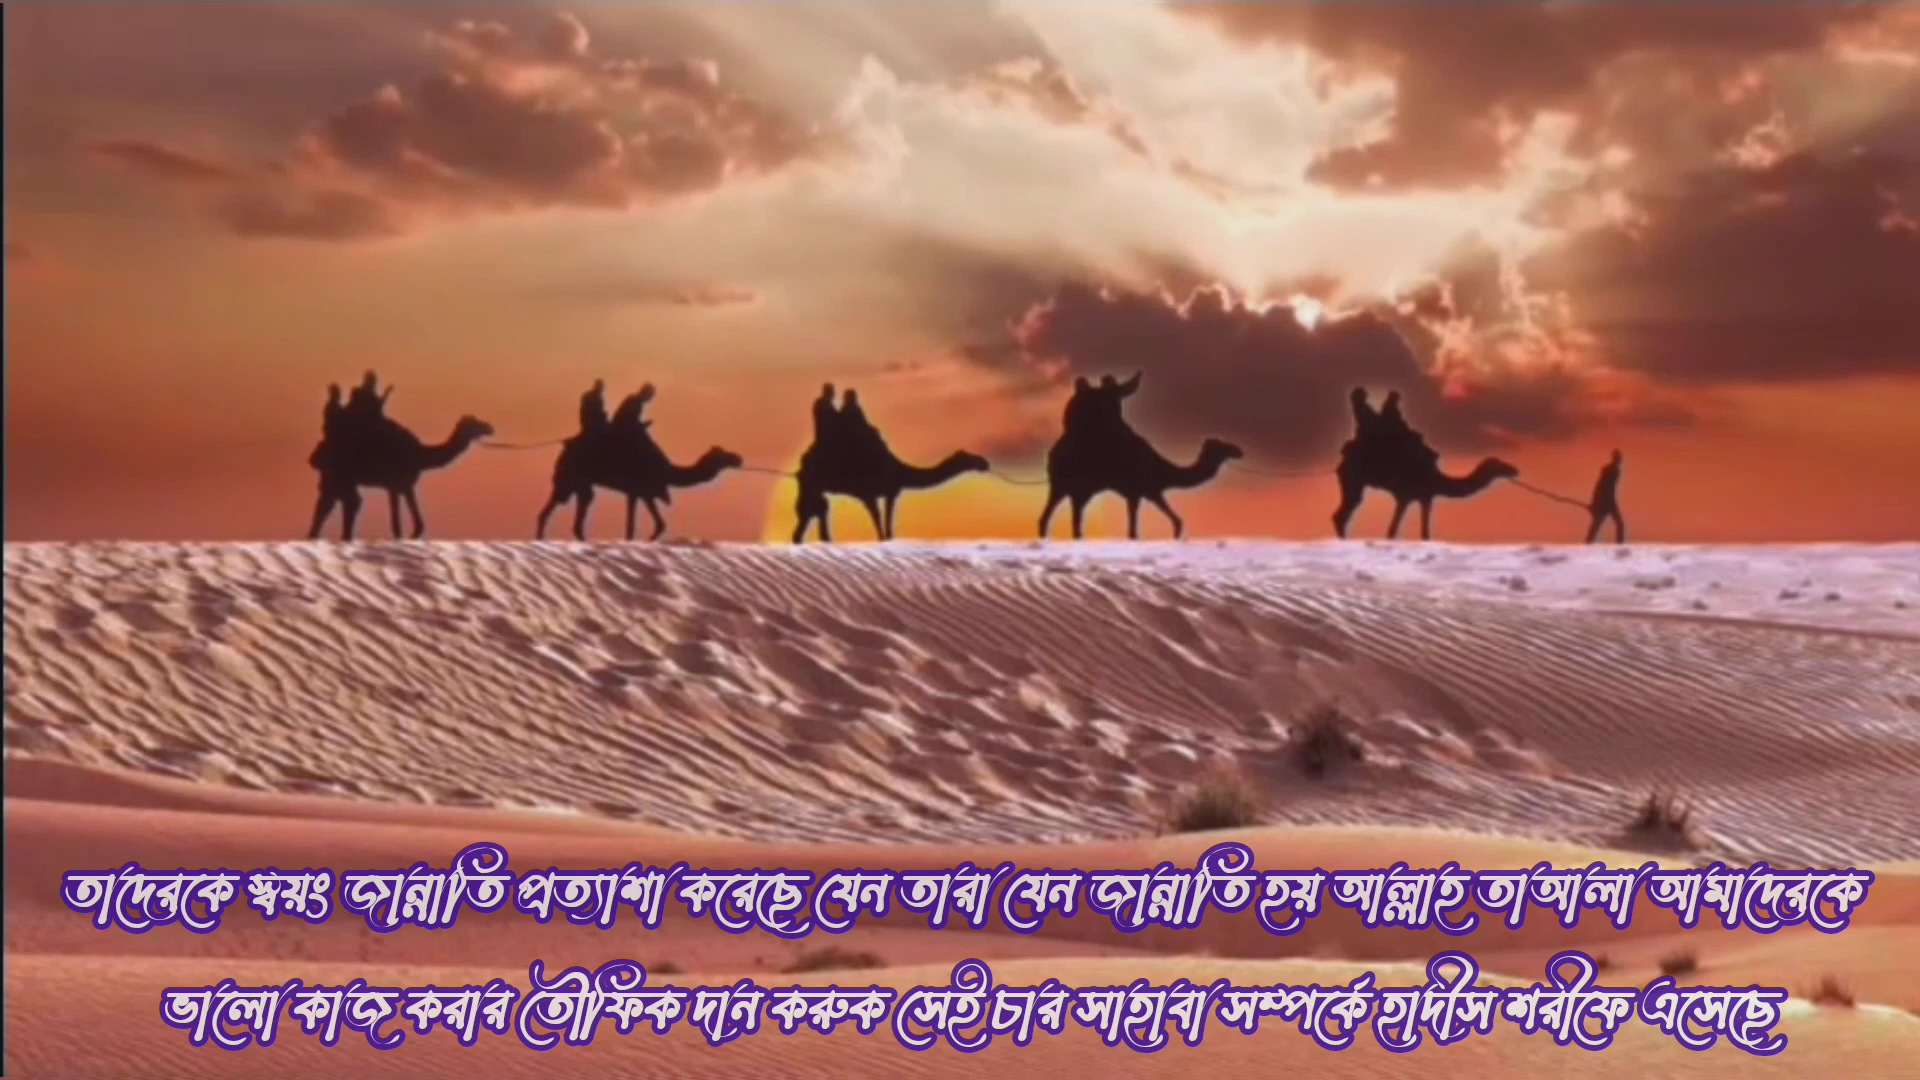 তাদেরকে স্বয়ং জান্নাতি প্রত্যাশা করেছে যেন তারা যেন জান্নাতি হয় আল্লাহ তাআলা আমাদেরকে
ভালো কাজ করার তৌফিক দান করুক সেই চার সাহাবা সম্পর্কে হাদীস শরীফে এসেছে